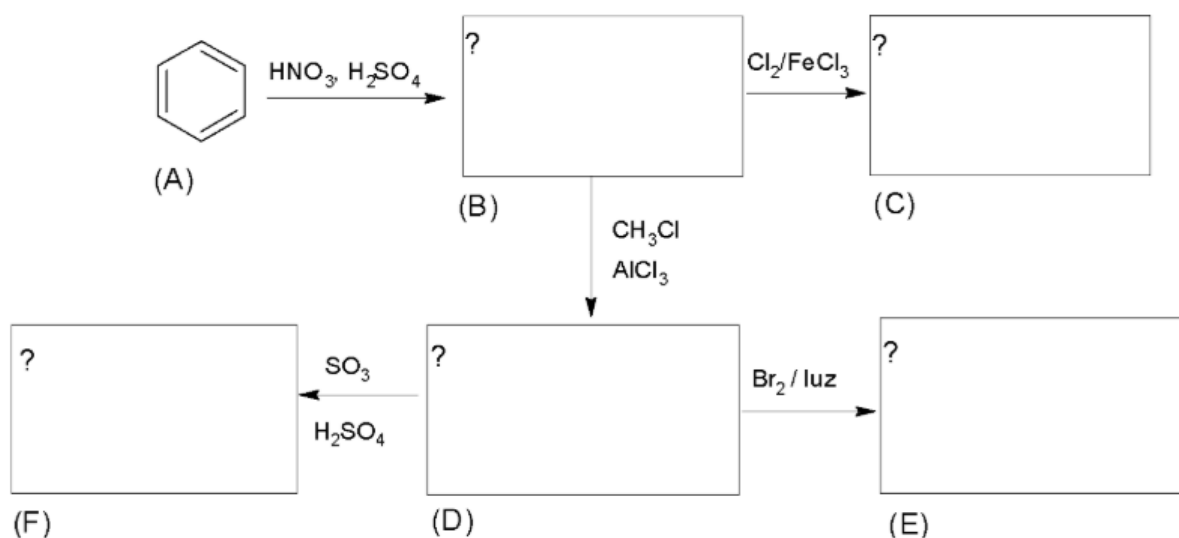 HNO3, H2SO4
(A)
?
(B)
Cl2/FeCl3
?
(C)
CH3Cl
AlCl3
?
(F)
SO3
H2SO4
?
(D)
Br2 / luz
?
(E)